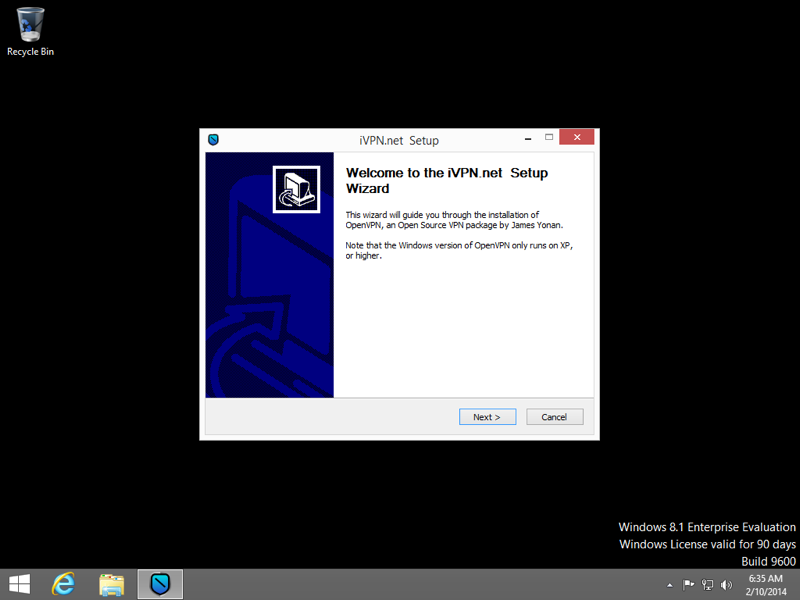 Recycle Bin
iVPN.net Setup
Welcome to the iVPN.net Setup
Wizard
This wizard will guide you through the installation of
OpenVPN, an Open Source VPN package by James Yonan.
Note that the Windows version of OpenVPN only runs on XP,
or higher.
Next >
Cancel
Windows 8.1 Enterprise Evaluation
Windows License valid for 90 days
Build 9600
6:35 AM
2/10/2014